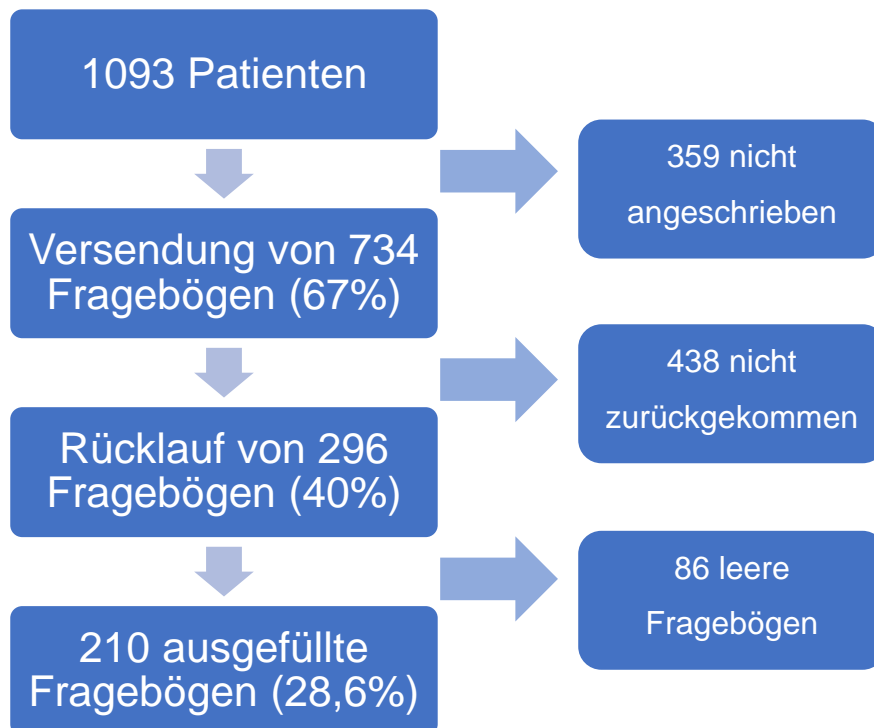 1093 Patienten
359 nicht
angeschrieben
Versendung von 734
Fragebögen (67%)
438 nicht
zurückgekommen
Rücklauf von 296
Fragebögen (40%)
86 leere
Fragebögen
210 ausgefüllte
Fragebögen (28,6%)